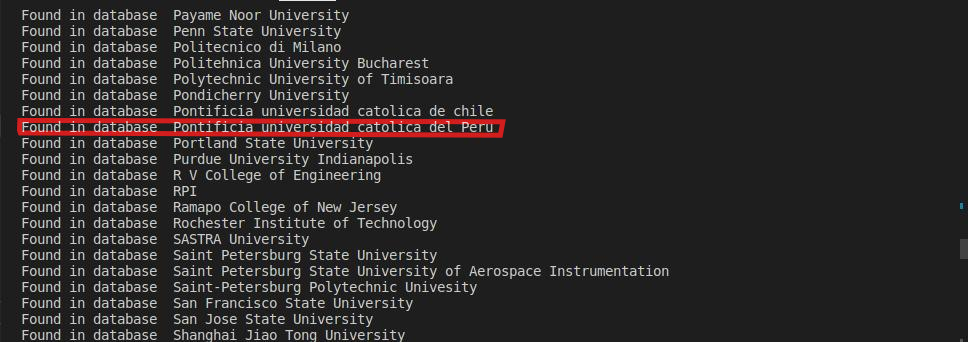 Found in database  Payame Noor University
Found in database  Penn State University
Found in database  Politecnico di Milano
Found in database  Politehnica University Bucharest
Found in database  Polytechnic University of Timisoara
Found in database  Pondicherry University
Found in database  Pontificia universidad catolica de chile
Found in database  Pontificia universidad catolica del Peru
Found in database  Portland State University
Found in database  Purdue University Indianapolis
Found in database  R V College of Engineering
Found in database  RPI
Found in database  Ramapo College of New Jersey
Found in database  Rochester Institute of Technology
Found in database  SASTRA University
Found in database  Saint Petersburg State University
Found in database  Saint Petersburg State University of Aerospace Instrumentation
Found in database  Saint-Petersburg Polytechnic Univesity
Found in database  San Francisco State University
Found in database  San Jose State University
Found in database  Shanghai Jiao Tong University